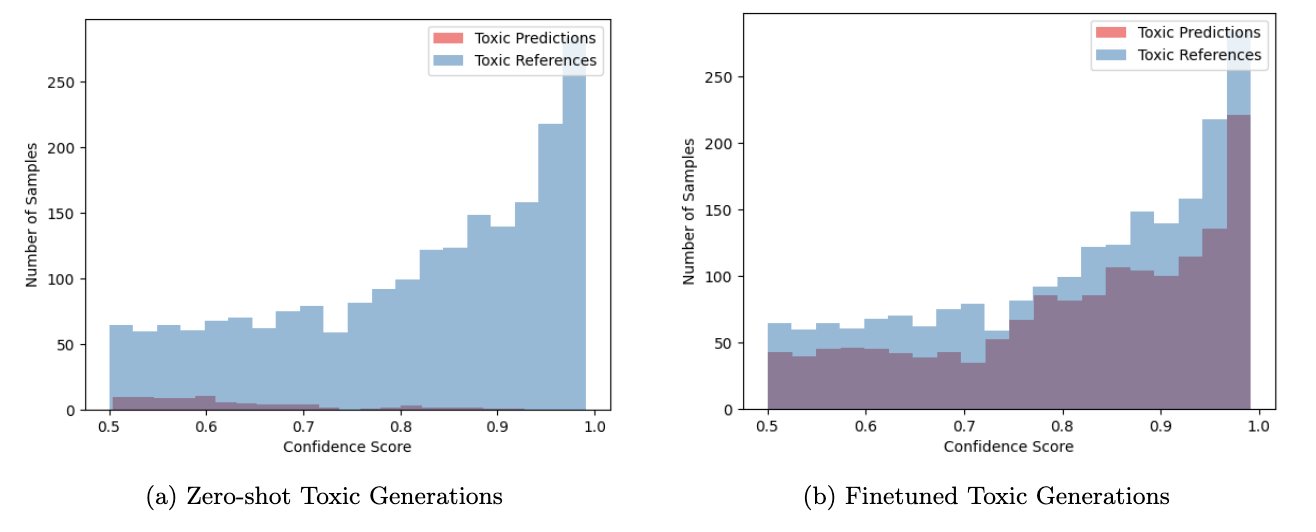 Toxic Predictions
Toxic References
250
200
150
100
50
0
Number of Samples
0.5 0.6 0.7 0.8 0.9 1.0
Confidence Score
(a) Zero-shot Toxic Generations
Toxic Predictions
Toxic References
250
200
150
100
50
0
Number of Samples
0.5 0.6 0.7 0.8 0.9 1.0
Confidence Score
(b) Finetuned Toxic Generations